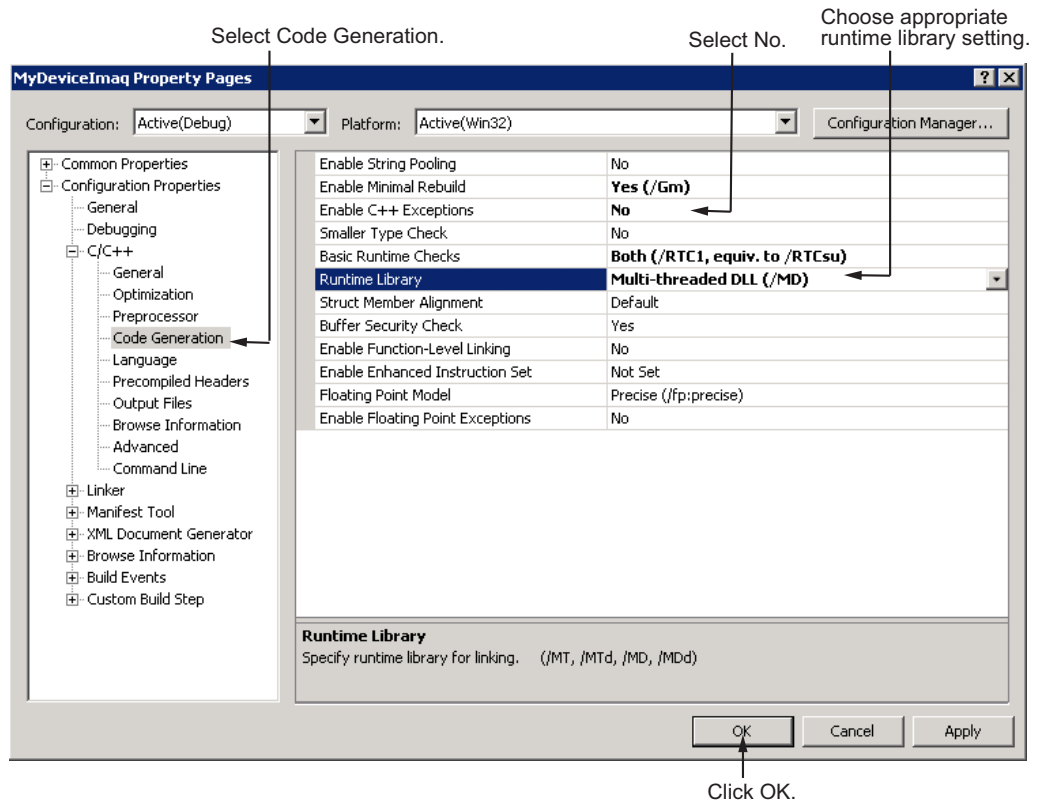 Choose appropriate
Select Code Generation.
Select No.
runtime library setting.
MyDeviceImaq Property Pages
Configuration: Active(Debug) Platform: Active(Win32) Configuration Manager...
Common Properties
Configuration Properties
General
Debugging
C/C++
General
Optimization
Preprocessor
Code Generation
Language
Precompiled Headers
Output Files
Browse Information
Advanced
Command Line
Linker
Manifest Tool
XML Document Generator
Browse Information
Build Events
Custom Build Step
Enable String Pooling No
Enable Minimal Rebuild Yes (/Gm)
Enable C++ Exceptions No
Smaller Type Check No
Basic Runtime Checks Both (/RTC1, equiv. to /RTCsu)
Runtime Library Multi-threaded DLL (/MD)
Struct Member Alignment Default
Buffer Security Check Yes
Enable Function-Level Linking No
Enable Enhanced Instruction Set Not Set
Floating Point Model Precise (/fp:precise)
Enable Floating Point Exceptions No
Runtime Library
Specify runtime library for linking. (/MT, /MTd, /MD, /MDd)
OK Cancel Apply
Click OK.